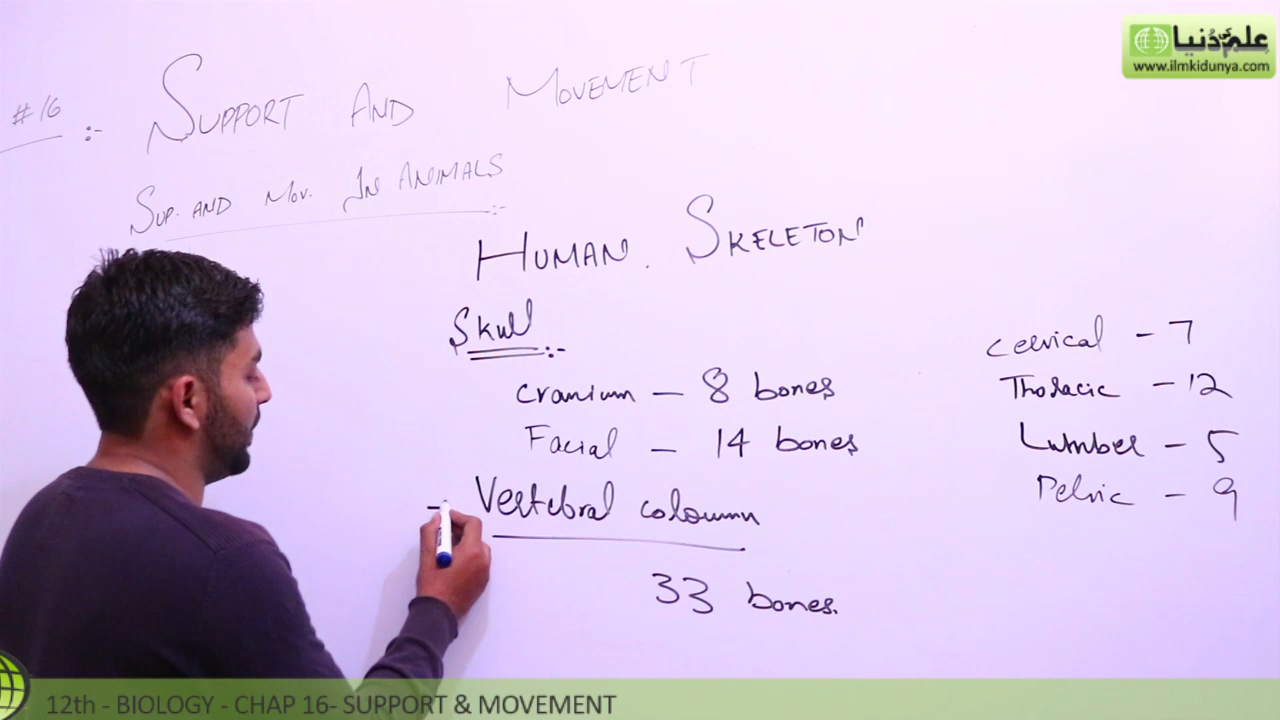 علم کی دنیا
www.ilmkidunya.com
#16 :- SUPPORT AND MOVEMENT
SUP. AND MOV. IN ANIMALS :-
HUMAN. SKELETON
Skull :-
Cranium — 8 bones
Facial — 14 bones
- Vertebral coloumn
33 bones.
Cervical - 7
Thoracic - 12
Lumber - 5
Pelvic - 9
12th - BIOLOGY - CHAP 16- SUPPORT & MOVEMENT